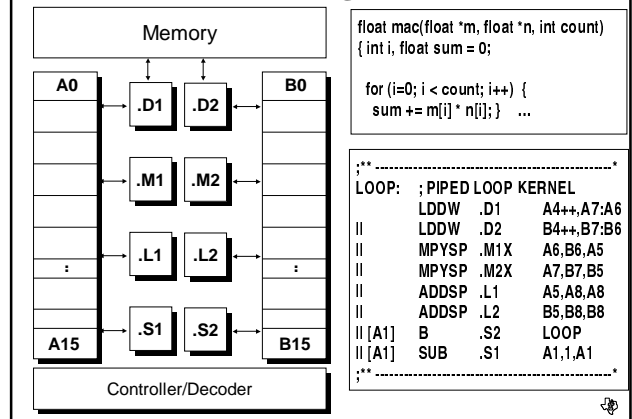 Memory
A0
B0
.D1
.D2
.M1
.M2
.L1
.L2
:
:
.S1
.S2
A15
B15
Controller/Decoder
float mac(float *m, float *n, int count)
{ int i, float sum = 0;
for (i=0; i < count; i++) {
sum += m[i] * n[i]; } ...
;** --------------------------------------------------*
LOOP: ; PIPED LOOP KERNEL
LDDW .D1 A4++,A7:A6
|| LDDW .D2 B4++,B7:B6
|| MPYSP .M1X A6,B6,A5
|| MPYSP .M2X A7,B7,B5
|| ADDSP .L1 A5,A8,A8
|| ADDSP .L2 B5,B8,B8
|| [A1] B .S2 LOOP
|| [A1] SUB .S1 A1,1,A1
;** --------------------------------------------------*